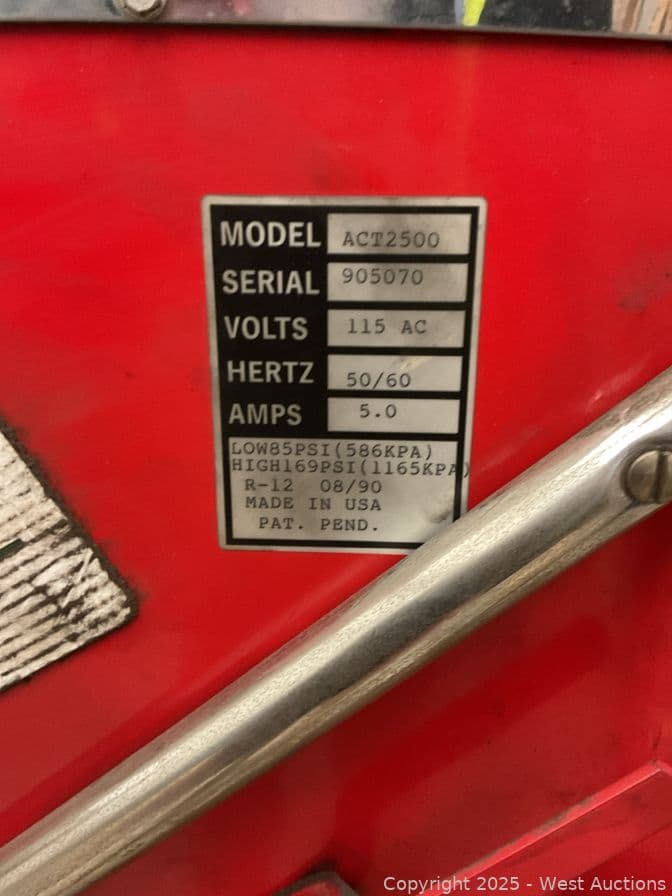 MODEL ACT2500
SERIAL 905070
VOLTS 115 AC
HERTZ 50/60
AMPS 5.0
LOW85PSI(586KPA)
HIGH169PSI(1165KPA)
R-12 08/90
MADE IN USA
PAT. PEND.
Copyright © 2025 - West Auctions